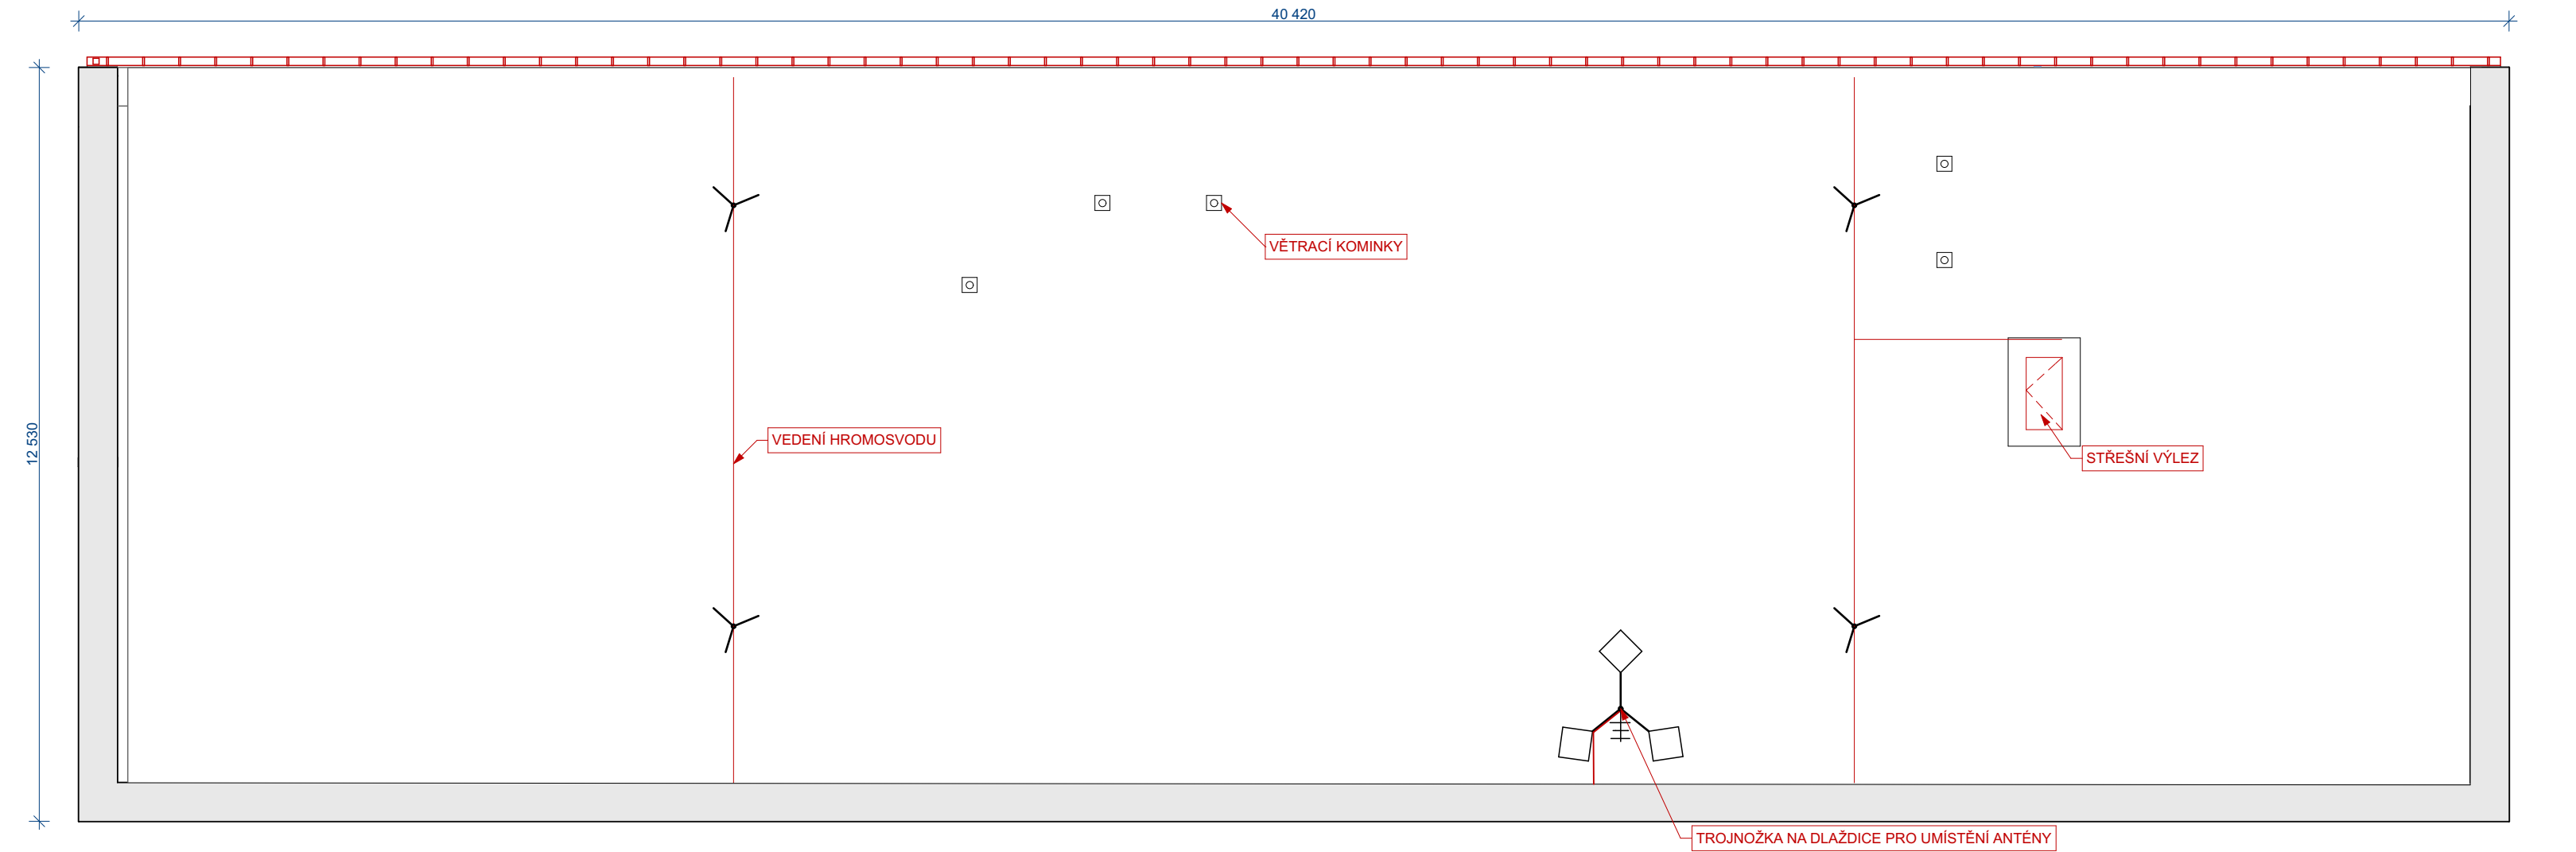 40 420
VĚTRACÍ KOMINKY
12 530
VEDENÍ HROMOSVODU
STŘEŠNÍ VÝLEZ
TROJNOŽKA NA DLAŽDICE PRO UMÍSTĚNÍ ANTÉNY